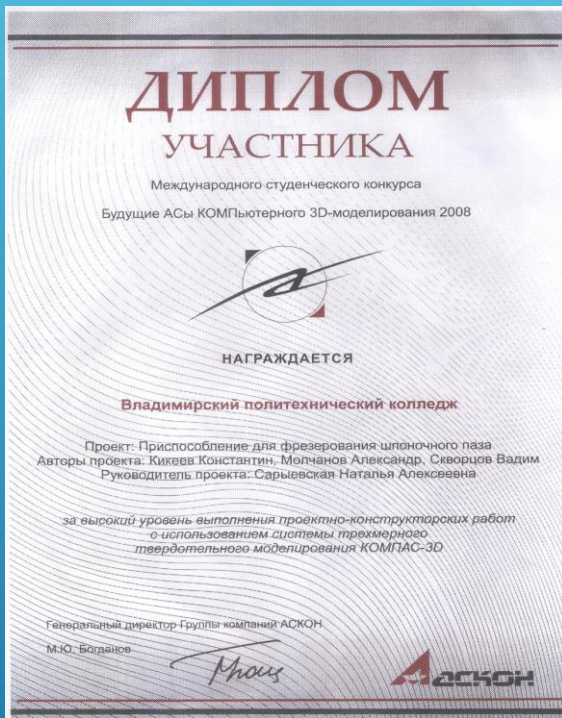 ДИПЛОМ
УЧАСТНИКА
Международного студенческого конкурса
Будущие АСы КОМПьютерного 3D-моделирования 2008
НАГРАЖДАЕТСЯ
Владимирский политехнический колледж
Проект: Приспособление для фрезерования шпоночного паза
Авторы проекта: Кикеев Константин, Молчанов Александр, Скворцов Вадим
Руководитель проекта: Сарыевская Наталья Алексеевна
за высокий уровень выполнения проектно-конструкторских работ
с использованием системы трехмерного
твердотельного моделирования КОМПАС-3D
Генеральный директор Группы компаний АСКОН
М.Ю. Богданов
АСКОН